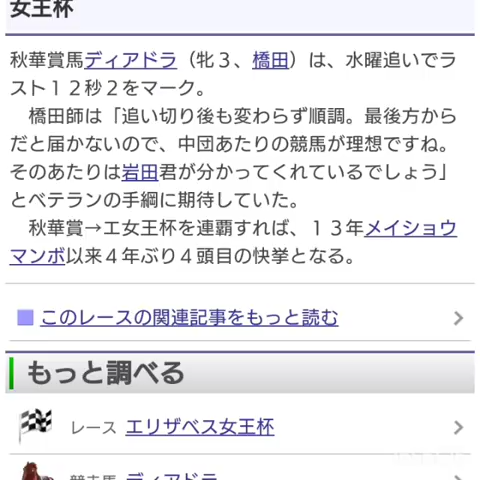 女王杯
秋華賞馬ディアドラ（牝３、橋田）は、水曜追いでラ
スト１２秒２をマーク。
　橋田師は「追い切り後も変わらず順調。最後方から
だと届かないので、中団あたりの競馬が理想ですね。
そのあたりは岩田君が分かってくれているでしょう」
とベテランの手綱に期待していた。
　秋華賞→エ女王杯を連覇すれば、１３年メイショウ
マンボ以来４年ぶり４頭目の快挙となる。
このレースの関連記事をもっと読む
もっと調べる
レース エリザベス女王杯
競走馬 ディアドラ